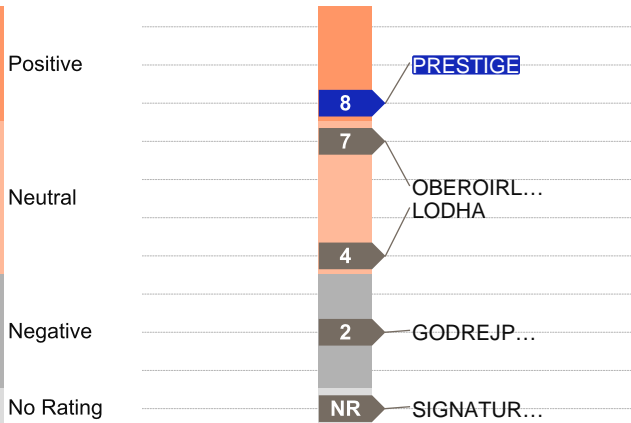 Positive
PRESTIGE
8
7
Neutral
OBEROIRL…
LODHA
4
Negative
2
GODREJP…
No Rating
NR
SIGNATUR…